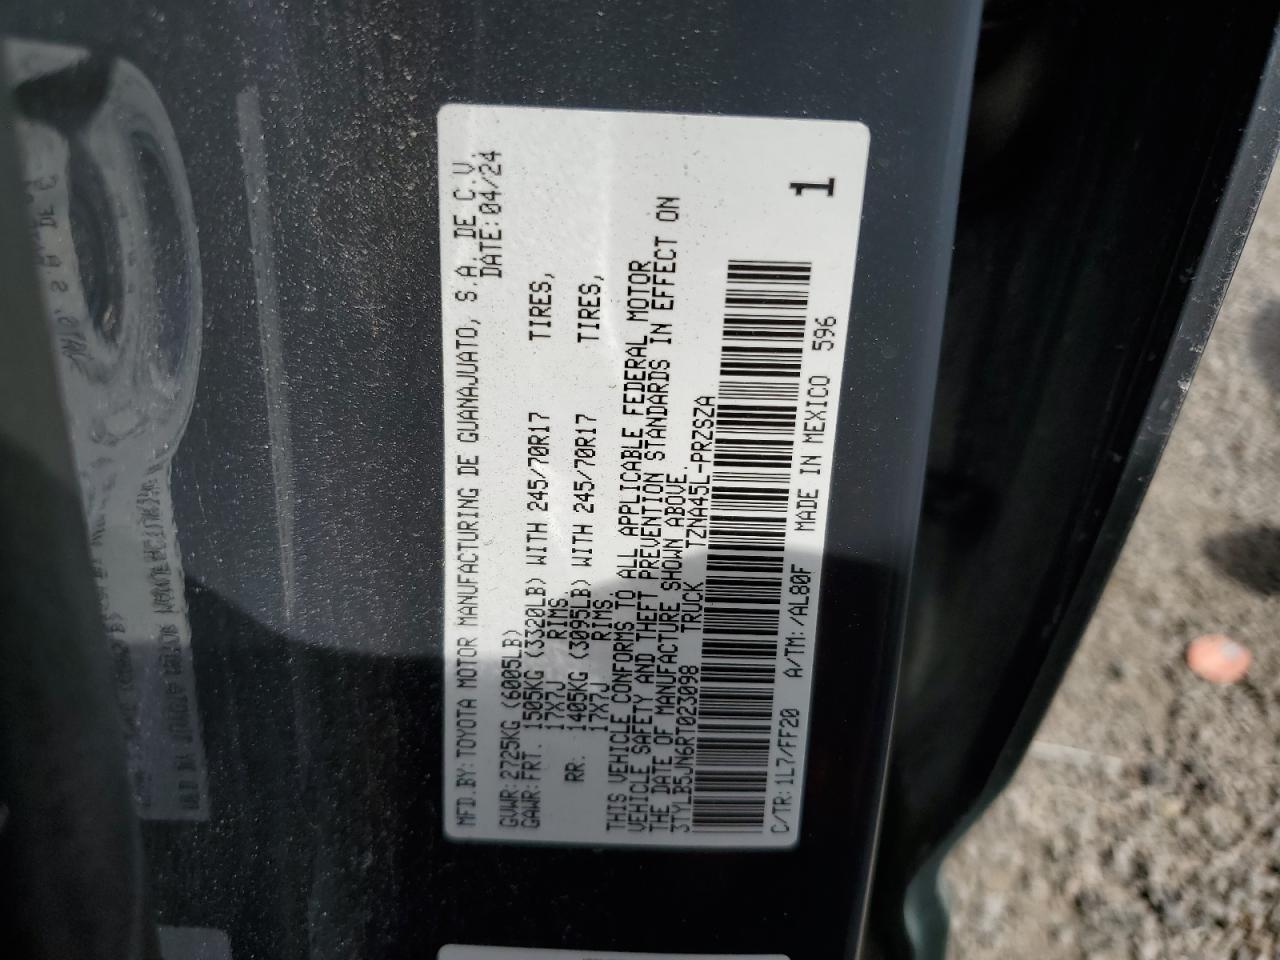 MFD.BY:TOYOTA MOTOR MANUFACTURING DE GUANAJUATO, S.A. DE C.V.
DATE:04/24
GVWR:2725KG (6005LB)
GAWR:FRT. 1505KG (3320LB) WITH 245/70R17 TIRES,
17X7J RIMS
RR: 1405KG (3095LB) WITH 245/70R17 TIRES,
17X7J RIMS
THIS VEHICLE CONFORMS TO ALL APPLICABLE FEDERAL MOTOR
VEHICLE SAFETY AND THEFT PREVENTION STANDARDS IN EFFECT ON
THE DATE OF MANUFACTURE SHOWN ABOVE.
3TYLB5JN6RT023098 TRUCK TZNA45L-PRZSZA
1
C/TR:1L7/FF20 A/TM:/AL80F MADE IN MEXICO 596